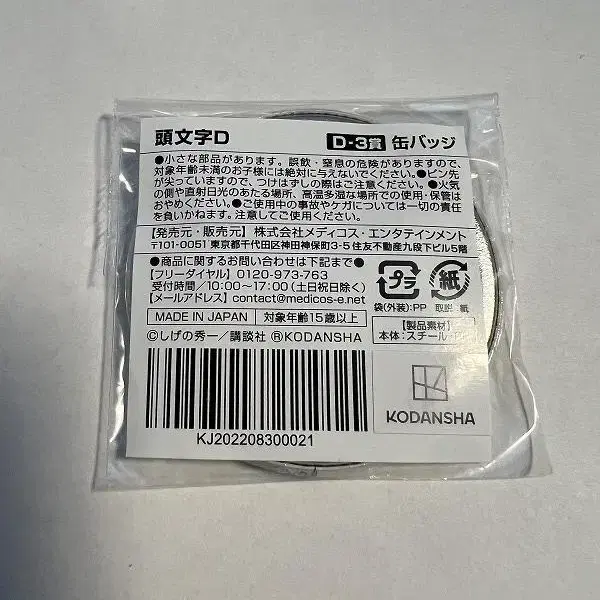 頭文字D D-3賞 缶バッジ
●小さな部品があります。誤飲・窒息の危険がありますので、
対象年齢未満のお子様には絶対に与えないでください。●ピン先
が尖っていますので、つけはずしの際はご注意ください。●火気
の側や直射日光のあたる場所、高温多湿な場所での使用・保管は
おやめください。●ご使用中の事故やケガについては一切の責任
を負いかねます。注意してご使用ください。
【発売元・販売元】株式会社メディコス・エンタテインメント
〒101-0051 東京都千代田区神田神保町3-5 住友不動産九段下ビル5階
●商品に関するお問い合わせは下記まで●
【フリーダイヤル】0120-973-763
受付時間／10:00〜17:00（土日祝日除く）
【メールアドレス】contact@medicos-e.net
プラ 紙
袋(外装):PP 取説:紙
MADE IN JAPAN 対象年齢15歳以上
【製品素材】
本体：スチール
©しげの秀一／講談社 ®KODANSHA
KJ202208300021
KODANSHA